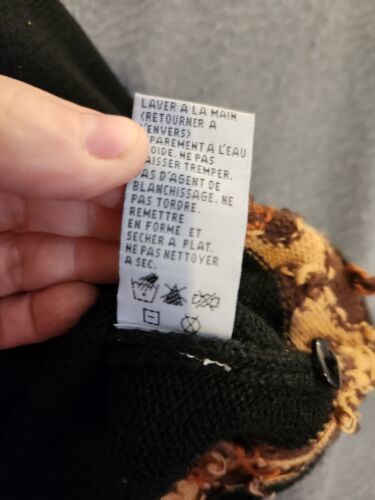 LAVER A LA MAIN
(RETOURNER A
L'ENVERS)
SEPAREMENT A L'EAU
FROIDE. NE PAS
LAISSER TREMPER.
PAS D'AGENT DE
BLANCHISSAGE. NE
PAS TORDRE.
REMETTRE
EN FORME ET
SECHER A PLAT.
NE PAS NETTOYER
A SEC.